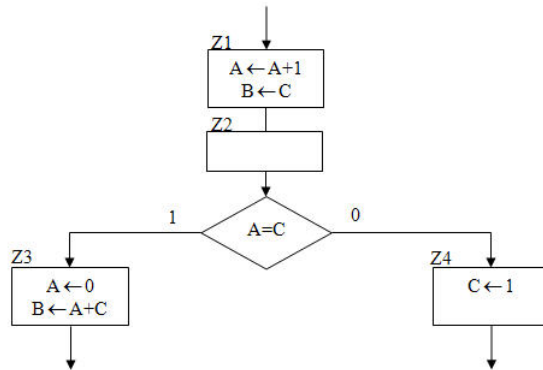 Z1
A ← A+1
B ← C
Z2
A=C
1
0
Z3
A ← 0
B ← A+C
Z4
C ← 1